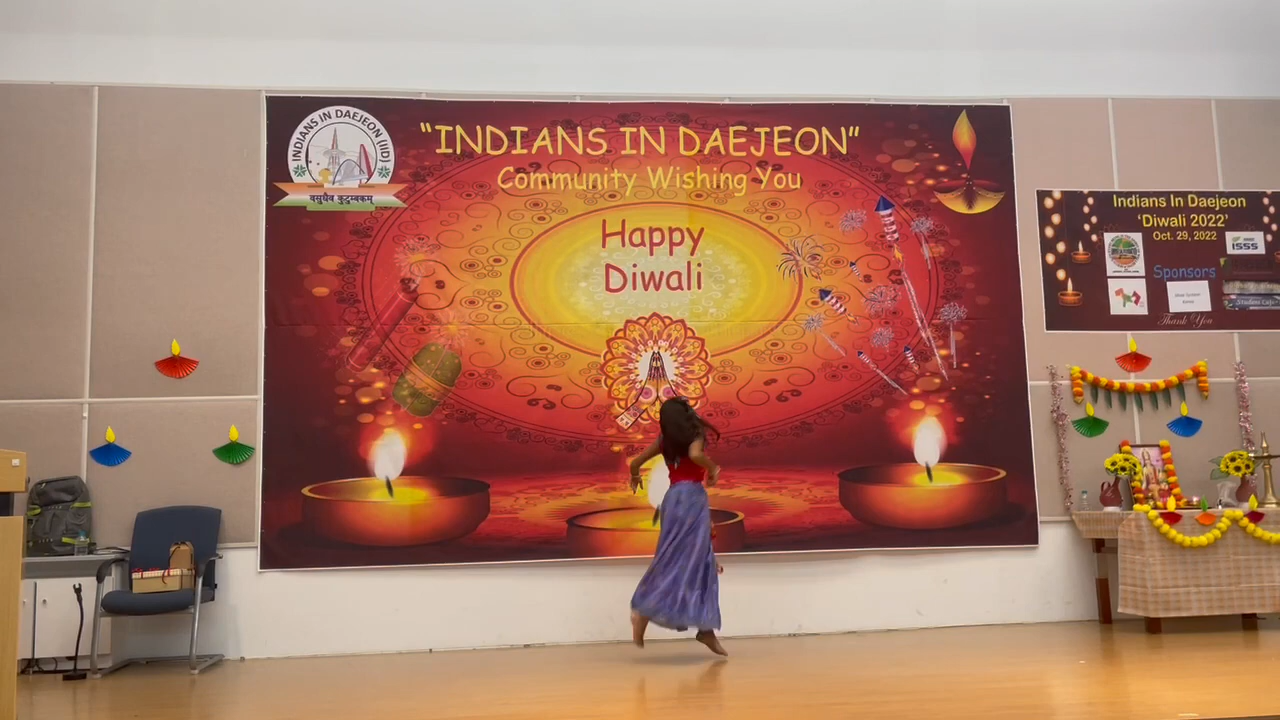 INDIANS IN DAEJEON (IID)
वसुधैव कुटुम्बकम्
"INDIANS IN DAEJEON"
Community Wishing You
Happy
Diwali
Indians In Daejeon
'Diwali 2022'
Oct. 29, 2022
ISSS
Sponsors
Thank You